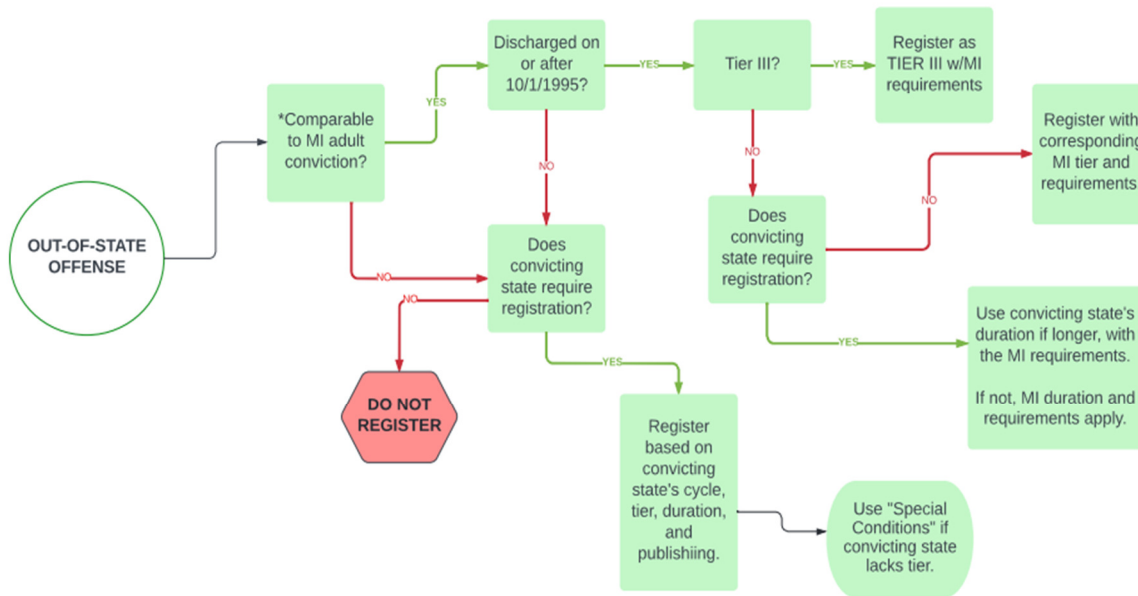 OUT-OF-STATE
OFFENSE
*Comparable
to MI adult
conviction?
YES
NO
Discharged on
or after
10/1/1995?
YES
NO
Tier III?
YES
NO
Register as
TIER III w/MI
requirements
Does
convicting
state require
registration?
NO
YES
DO NOT
REGISTER
Does
convicting
state require
registration?
NO
YES
Register with
corresponding
MI tier and
requirements
Use convicting state's
duration if longer, with
the MI requirements.
If not, MI duration and
requirements apply.
Register
based on
convicting
state's cycle,
tier, duration,
and
publishiing.
Use "Special
Conditions" if
convicting state
lacks tier.